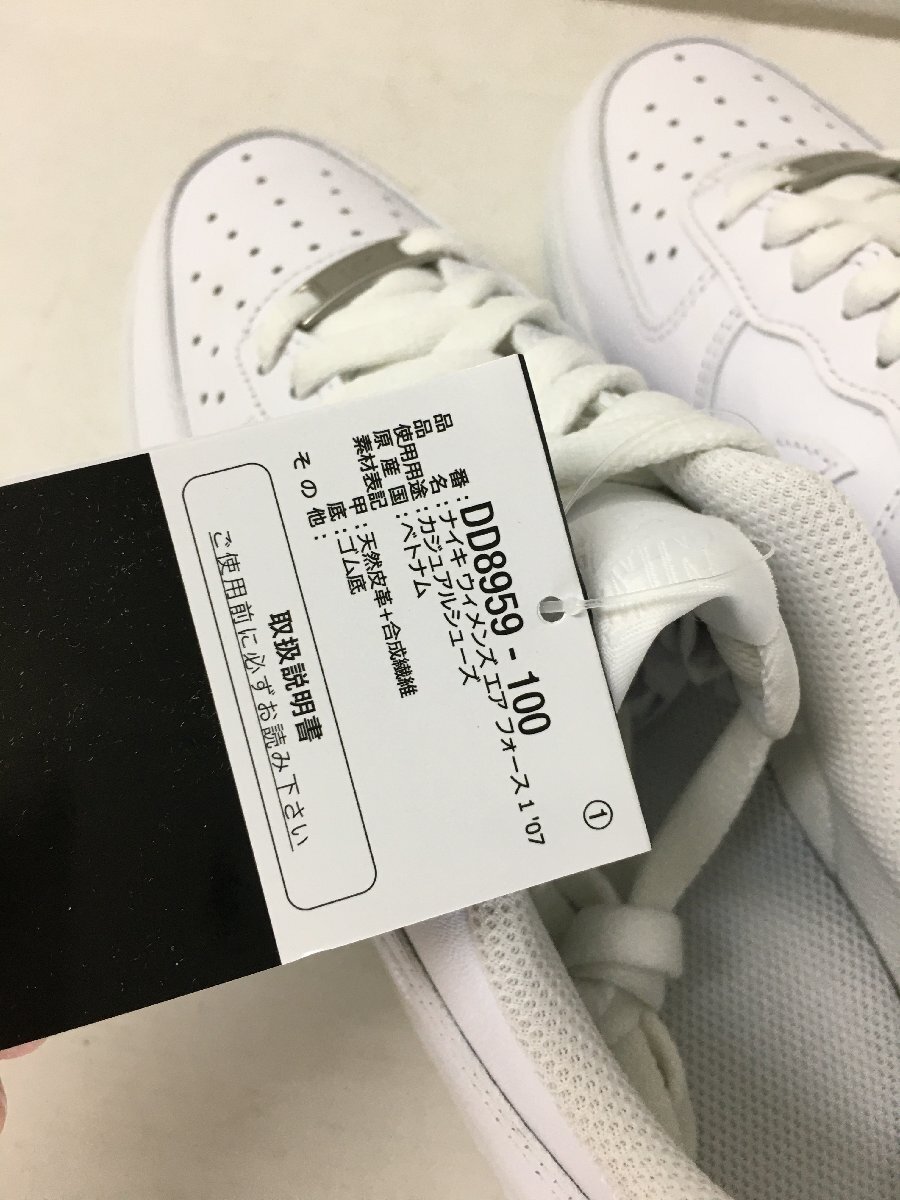 ①
品番：DD8959 - 100
品名：ナイキ ウィメンズ エア フォース 1 '07
使用用途：カジュアルシューズ
原産国：ベトナム
素材表記 甲：天然皮革+合成繊維
底：ゴム底
その他：
取扱説明書
ご使用前に必ずお読み下さい